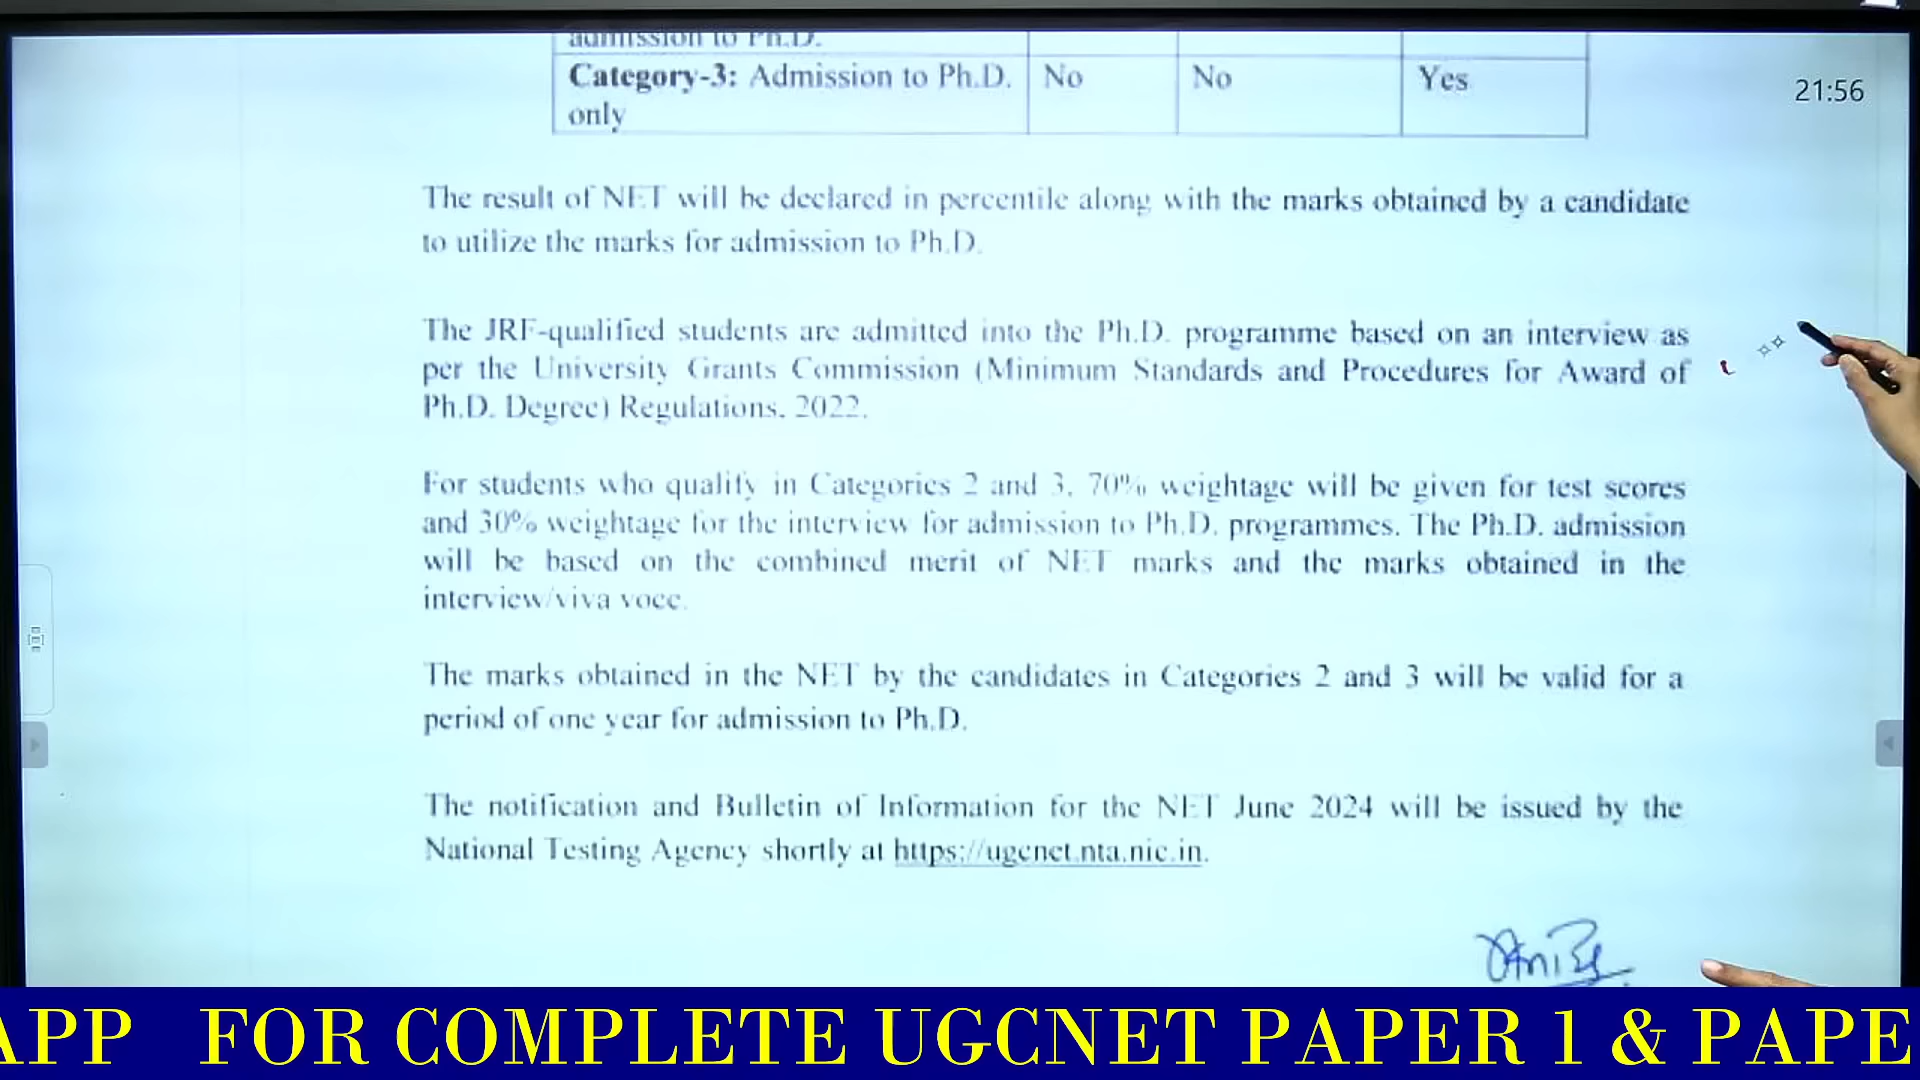 admission to Ph.D.
Category-3: Admission to Ph.D. only No No Yes
21:56
The result of NET will be declared in percentile along with the marks obtained by a candidate
to utilize the marks for admission to Ph.D.
The JRF-qualified students are admitted into the Ph.D. programme based on an interview as
per the University Grants Commission (Minimum Standards and Procedures for Award of
Ph.D. Degree) Regulations, 2022.
For students who qualify in Categories 2 and 3, 70% weightage will be given for test scores
and 30% weightage for the interview for admission to Ph.D. programmes. The Ph.D. admission
will be based on the combined merit of NET marks and the marks obtained in the
interview/viva voce.
The marks obtained in the NET by the candidates in Categories 2 and 3 will be valid for a
period of one year for admission to Ph.D.
The notification and Bulletin of Information for the NET June 2024 will be issued by the
National Testing Agency shortly at https://ugcnet.nta.nic.in.
APP FOR COMPLETE UGCNET PAPER 1 & PAPE